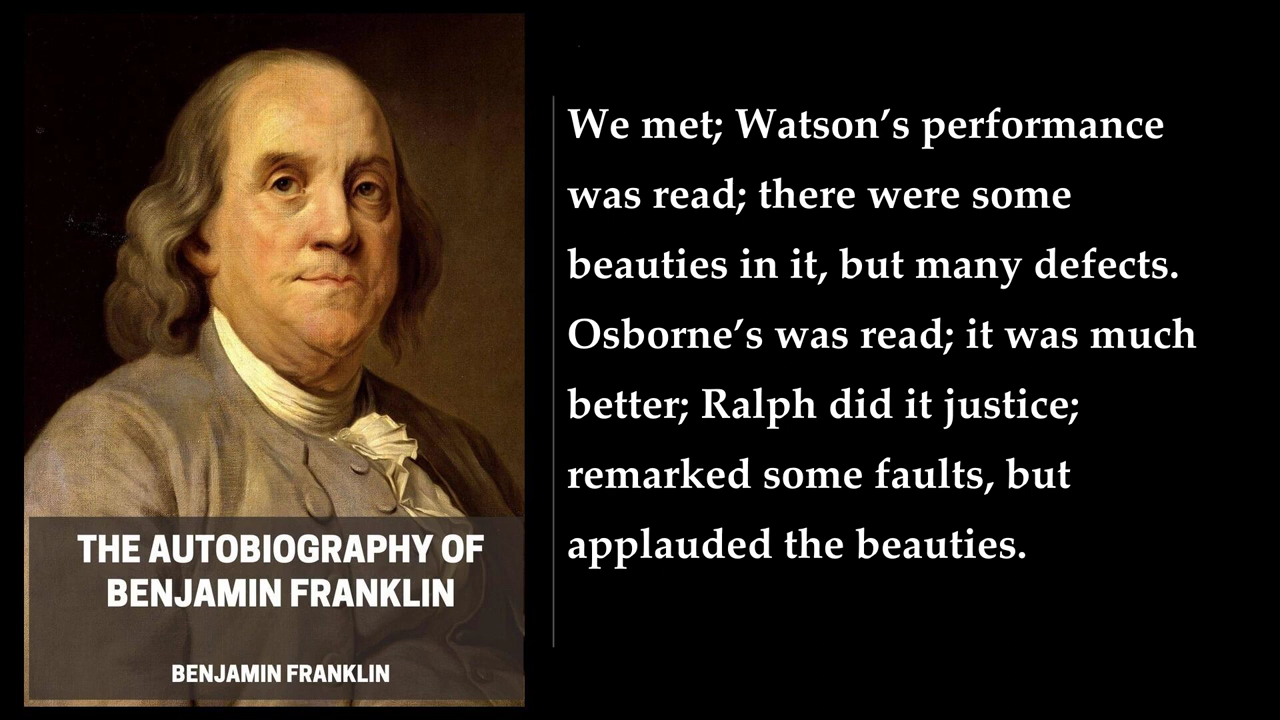 THE AUTOBIOGRAPHY OF
BENJAMIN FRANKLIN
BENJAMIN FRANKLIN
We met; Watson’s performance
was read; there were some
beauties in it, but many defects.
Osborne’s was read; it was much
better; Ralph did it justice;
remarked some faults, but
applauded the beauties.